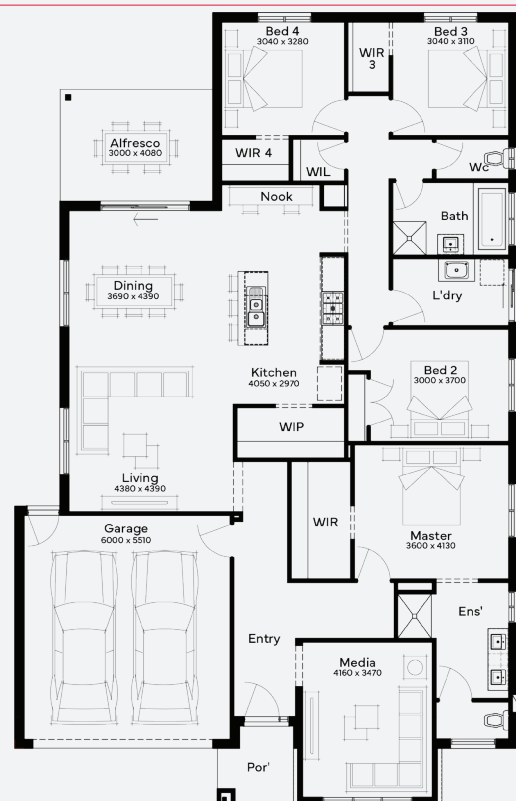 Bed 4
3040 x 3280
WIR
3
Bed 3
3040 x 3110
Alfresco
3000 x 4080
WIR 4
WIL
Wc
Nook
Bath
Dining
3690 x 4390
L'dry
Kitchen
4050 x 2970
Bed 2
3000 x 3700
WIP
Living
4380 x 4390
WIR
Garage
6000 x 5510
Master
3600 x 4130
Ens'
Entry
Media
4160 x 3470
Por'